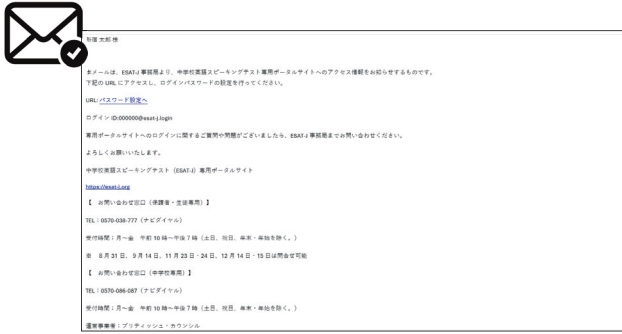 新宿 太郎 様
本メールは、ESAT-J 事務局より、中学校英語スピーキングテスト専用ポータルサイトへのアクセス情報をお知らせするものです。
下記の URL にアクセスし、ログインパスワードの設定を行ってください。
URL: パスワード設定へ
ログイン ID:000000@esat-j.login
専用ポータルサイトへのログインに関するご質問や問題がございましたら、ESAT-J 事務局までお問い合わせください。
よろしくお願いいたします。
中学校英語スピーキングテスト（ESAT-J）専用ポータルサイト
https://esat-j.org
【　お問い合わせ窓口（保護者・生徒専用）】
TEL：0570-038-777（ナビダイヤル）
受付時間：月～金　午前 10 時～午後 7 時（土日、祝日、年末・年始を除く。）
※　8 月 31 日、9 月 14 日、11 月 23 日・24 日、12 月 14 日・15 日は問合せ可能
【　お問い合わせ窓口（中学校専用）】
TEL：0570-086-087（ナビダイヤル）
受付時間：月～金　午前 10 時～午後 7 時（土日、祝日、年末・年始を除く。）
運営事業者：ブリティッシュ・カウンシル